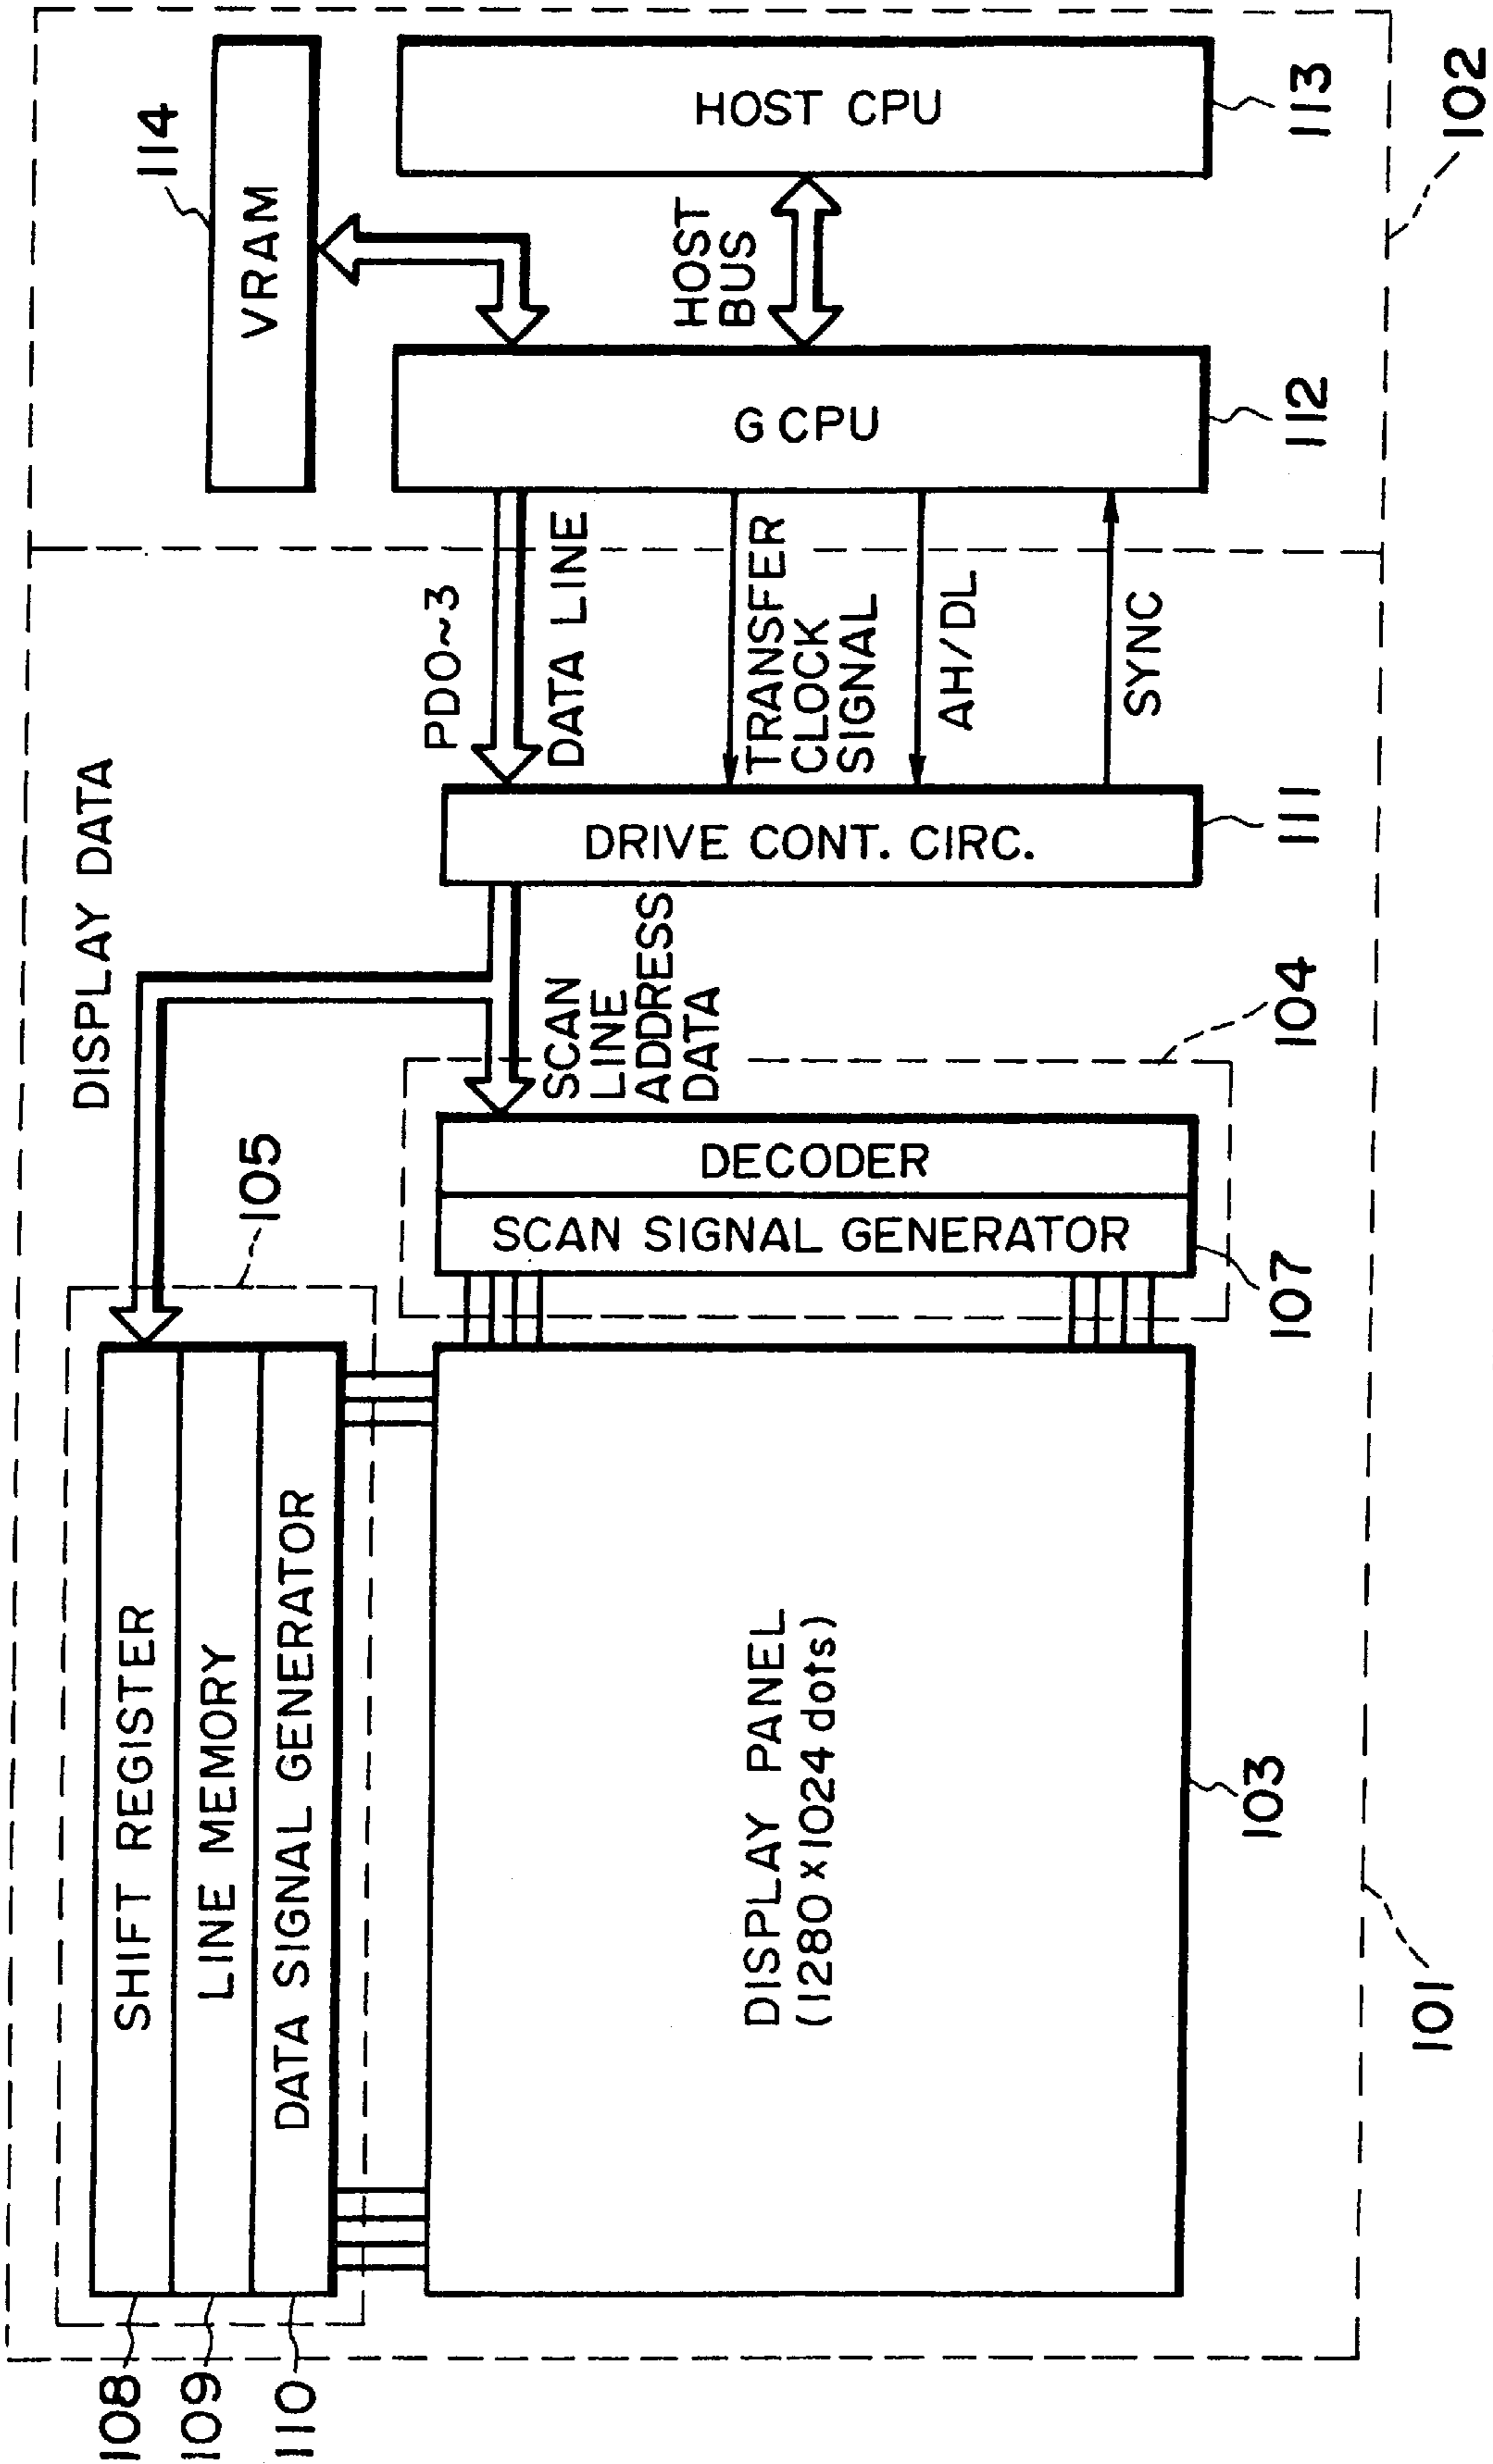 108
109
110
SHIFT REGISTER
LINE MEMORY
DATA SIGNAL GENERATOR
105
DISPLAY DATA
DISPLAY PANEL
(1280×1024 dots)
103
101
SCAN SIGNAL GENERATOR
DECODER
107
104
SCAN
LINE
ADDRESS
DATA
DRIVE CONT. CIRC.
111
PD0~3
DATA LINE
TRANSFER
CLOCK
SIGNAL
AH/DL
SYNC
G CPU
112
VRAM
114
HOST
BUS
HOST CPU
113
102